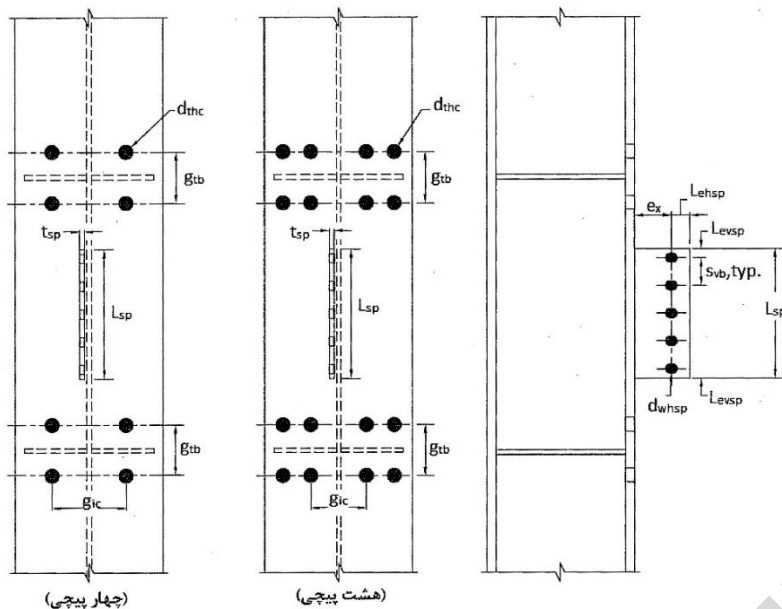 dthc
gtb
tsp
Lsp
gtb
gic
(چهار پیچی)
dthc
gtb
tsp
Lsp
gtb
gic
(هشت پیچی)
Lehsp
ex
Levsp
svb,typ.
Lsp
dwhsp
Levsp